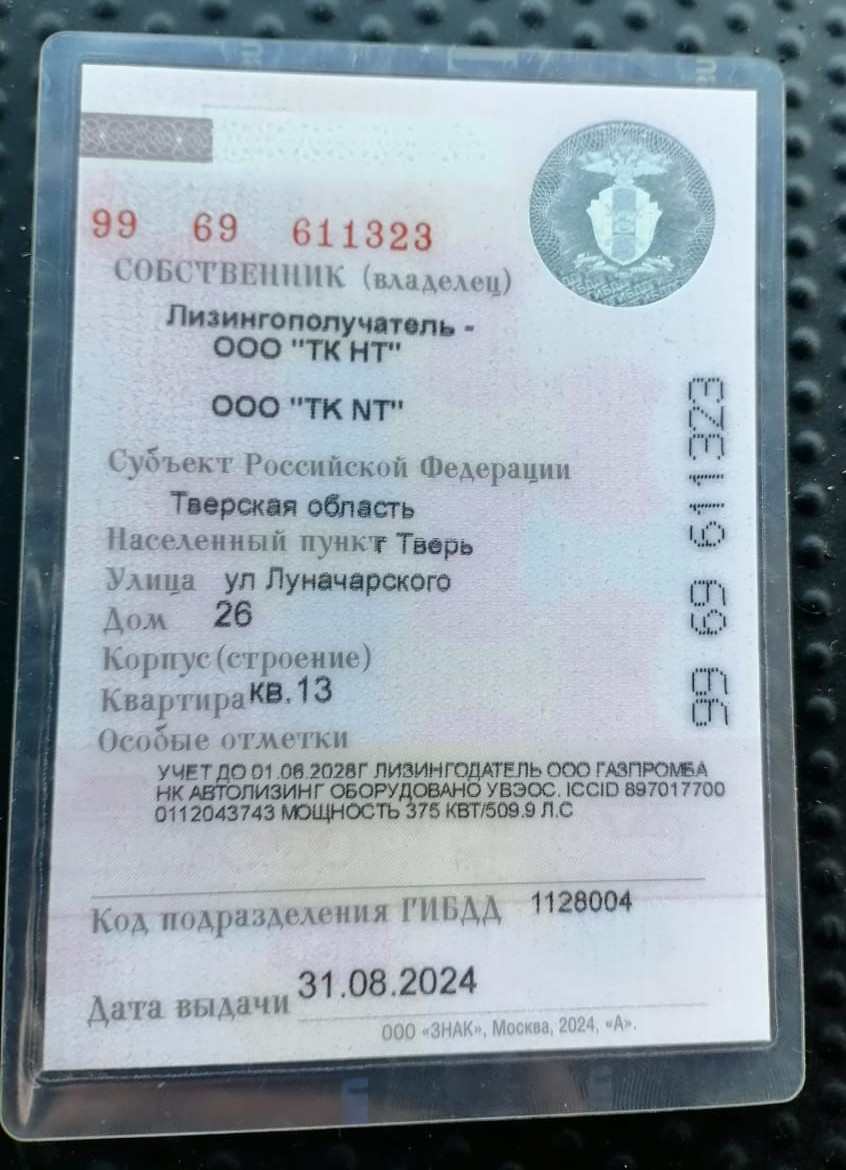 99 69 611323
СОБСТВЕННИК (владелец)
Лизингополучатель -
ООО "ТК НТ"
ООО "TK NT"
Субъект Российской Федерации
Тверская область
Населенный пункт г Тверь
Улица ул Луначарского
Дом 26
Корпус (строение)
Квартира кв. 13
Особые отметки
УЧЕТ ДО 01.06.2028Г ЛИЗИНГОДАТЕЛЬ ООО ГАЗПРОМБА
НК АВТОЛИЗИНГ ОБОРУДОВАНО УВЭОС. ICCID 897017700
0112043743 МОЩНОСТЬ 375 КВТ/509.9 Л.С
Код подразделения ГИБДД 1128004
Дата выдачи 31.08.2024
ООО «ЗНАК», Москва, 2024, «А».
99 69 611323